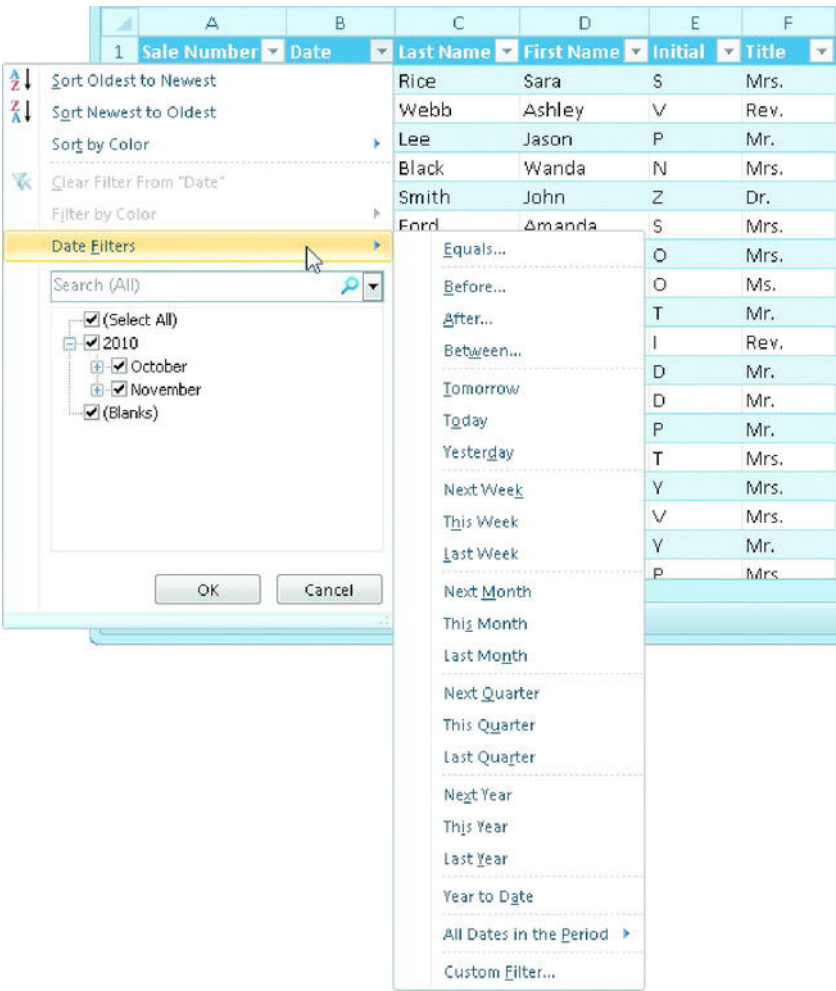 A B C D E F
1 Sale Number Date Last Name First Name Initial Title
Sort Oldest to Newest
Sort Newest to Oldest
Sort by Color
Clear Filter From "Date"
Filter by Color
Date Filters
Search (All)
(Select All)
2010
October
November
(Blanks)
OK Cancel
Rice Sara S Mrs.
Webb Ashley V Rev.
Lee Jason P Mr.
Black Wanda N Mrs.
Smith John Z Dr.
Ford Amanda S Mrs.
O Mrs.
O Ms.
T Mr.
I Rev.
D Mr.
D Mr.
P Mr.
T Mrs.
Y Mrs.
V Mrs.
Y Mr.
P Mrs
Equals...
Before...
After...
Between...
Tomorrow
Today
Yesterday
Next Week
This Week
Last Week
Next Month
This Month
Last Month
Next Quarter
This Quarter
Last Quarter
Next Year
This Year
Last Year
Year to Date
All Dates in the Period
Custom Filter...